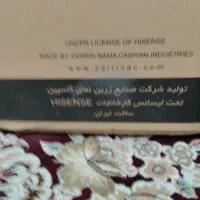 UNDER LICENSE OF HISENSE
MADE BY ZARRIN NAMA CASPIAN INDUSTRIES
www.zarrinac.com
تولید شرکت صنایع زرین نمای کاسپین
تحت لیسانس کارخانجات HISENSE
ساخت ایران